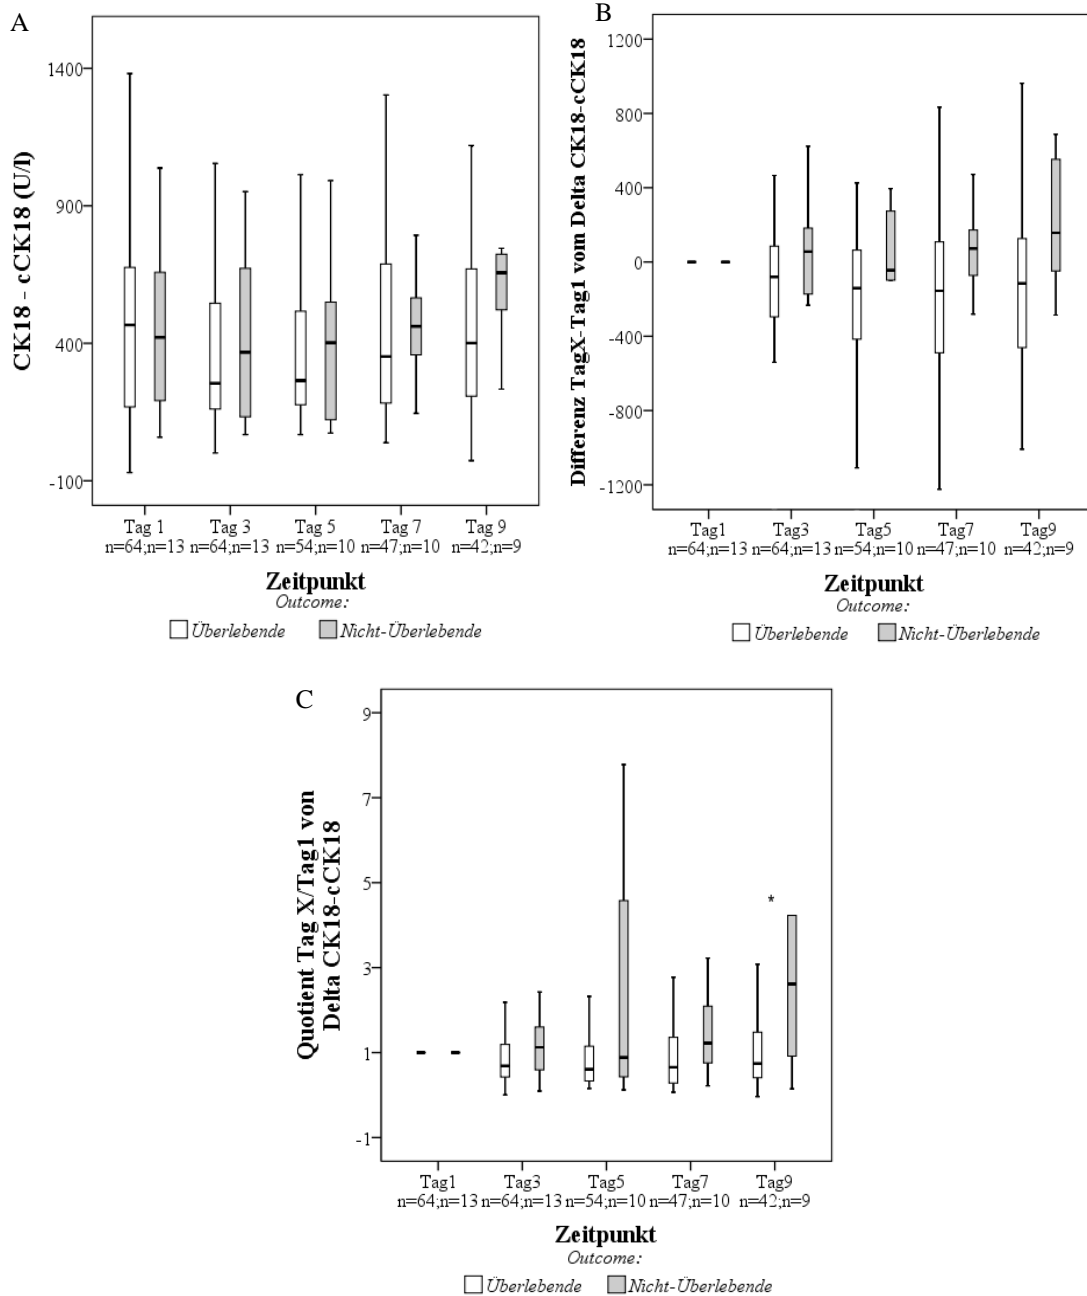 A
CK18 - cCK18 (U/l)
1400
900
400
-100
Tag 1 Tag 3 Tag 5 Tag 7 Tag 9
n=64;n=13 n=64;n=13 n=54;n=10 n=47;n=10 n=42;n=9
Zeitpunkt
Outcome:
Überlebende Nicht-Überlebende
B
Differenz TagX-Tag1 vom Delta CK18-cCK18
1200
800
400
0
-400
-800
-1200
Tag1 Tag3 Tag5 Tag7 Tag9
n=64;n=13 n=64;n=13 n=54;n=10 n=47;n=10 n=42;n=9
Zeitpunkt
Outcome:
Überlebende Nicht-Überlebende
C
Quotient Tag X/Tag1 von
Delta CK18-cCK18
9
7
5
3
1
-1
*
Tag1 Tag3 Tag5 Tag7 Tag9
n=64;n=13 n=64;n=13 n=54;n=10 n=47;n=10 n=42;n=9
Zeitpunkt
Outcome:
Überlebende Nicht-Überlebende